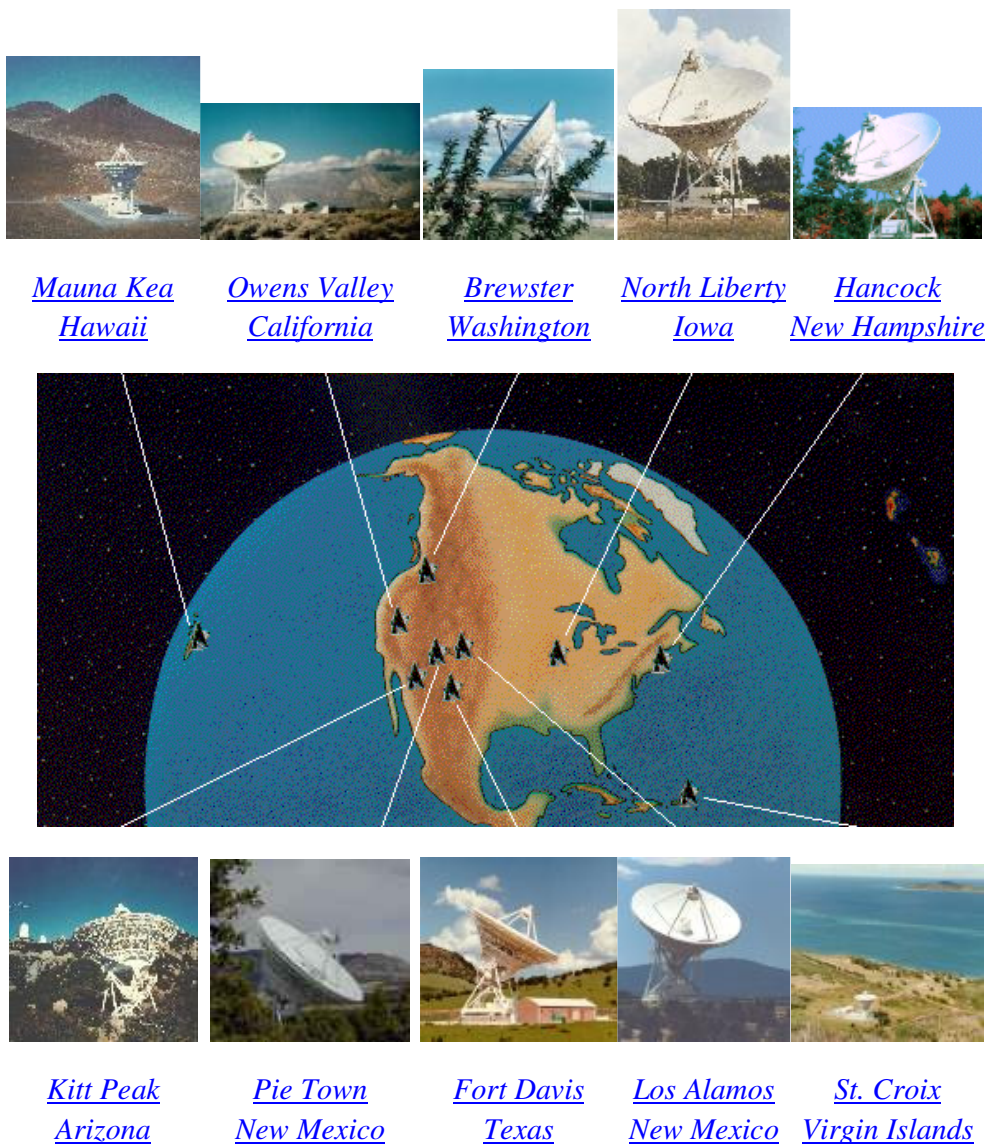 Mauna Kea Owens Valley Brewster North Liberty Hancock
Hawaii California Washington Iowa New Hampshire
Kitt Peak Pie Town Fort Davis Los Alamos St. Croix
Arizona New Mexico Texas New Mexico Virgin Islands